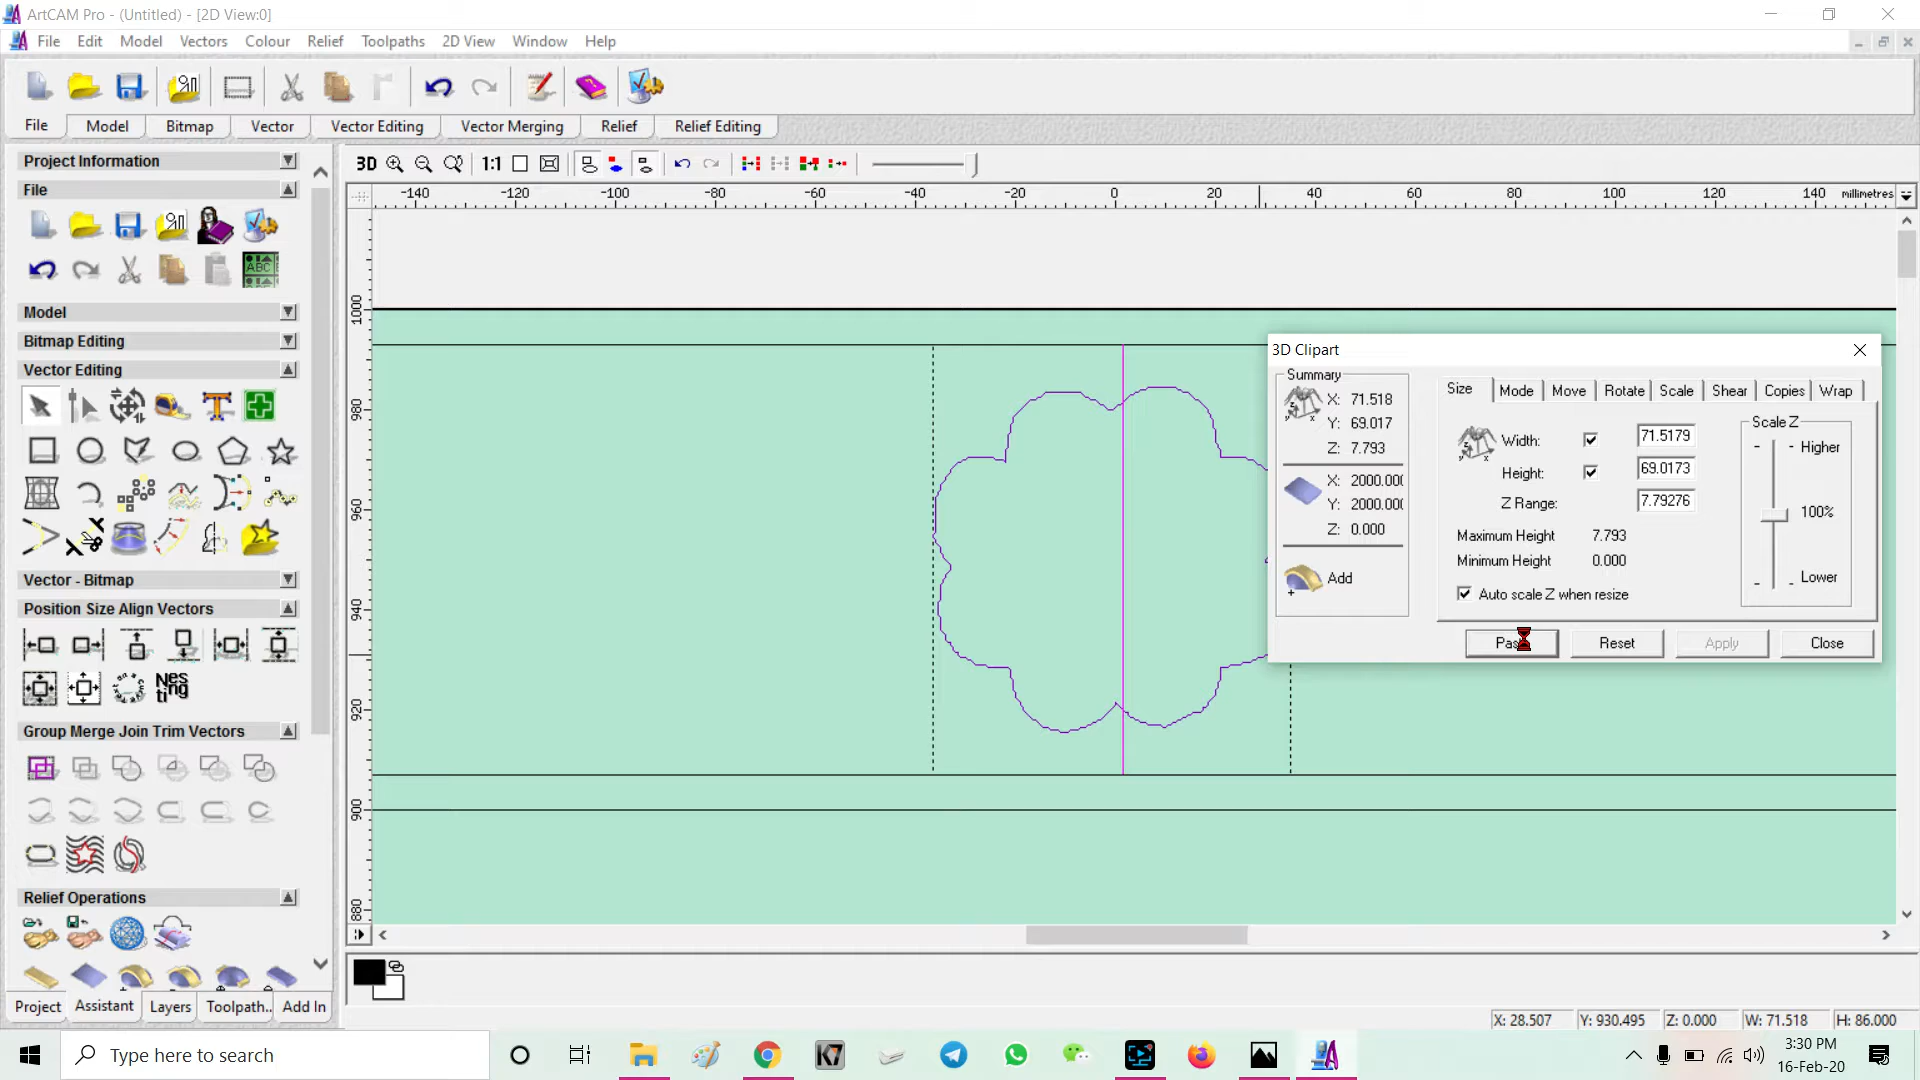 ArtCAM Pro - (Untitled) - [2D View:0]
File Edit Model Vectors Colour Relief Toolpaths 2D View Window Help
File Model Bitmap Vector Vector Editing Vector Merging Relief Relief Editing
Project Information
File
ABC
Model
Bitmap Editing
Vector Editing
Vector - Bitmap
Position Size Align Vectors
Nes
ting
Group Merge Join Trim Vectors
Relief Operations
Project Assistant Layers Toolpath.. Add In
3D 1:1
-140 -120 -100 -80 -60 -40 -20 0 20 40 60 80 100 120 140 millimetres
1000
980
960
940
920
900
880
3D Clipart
Summary
X: 71.518
Y: 69.017
Z: 7.793
X: 2000.00
Y: 2000.00
Z: 0.000
Add
Size Mode Move Rotate Scale Shear Copies Wrap
Width: 71.5179
Height: 69.0173
Z Range: 7.79276
Maximum Height 7.793
Minimum Height 0.000
Auto scale Z when resize
Scale Z
Higher
100%
Lower
Pas Reset Apply Close
X: 28.507 Y: 930.495 Z: 0.000 W: 71.518 H: 86.000
Type here to search
K7
3:30 PM
16-Feb-20